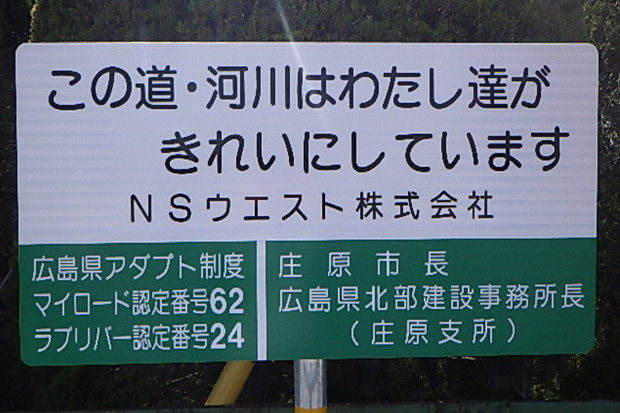 この道・河川はわたし達が
きれいにしています
NSウエスト株式会社
広島県アダプト制度
マイロード認定番号62
ラブリバー認定番号24
庄原市長
広島県北部建設事務所長
(庄原支所)